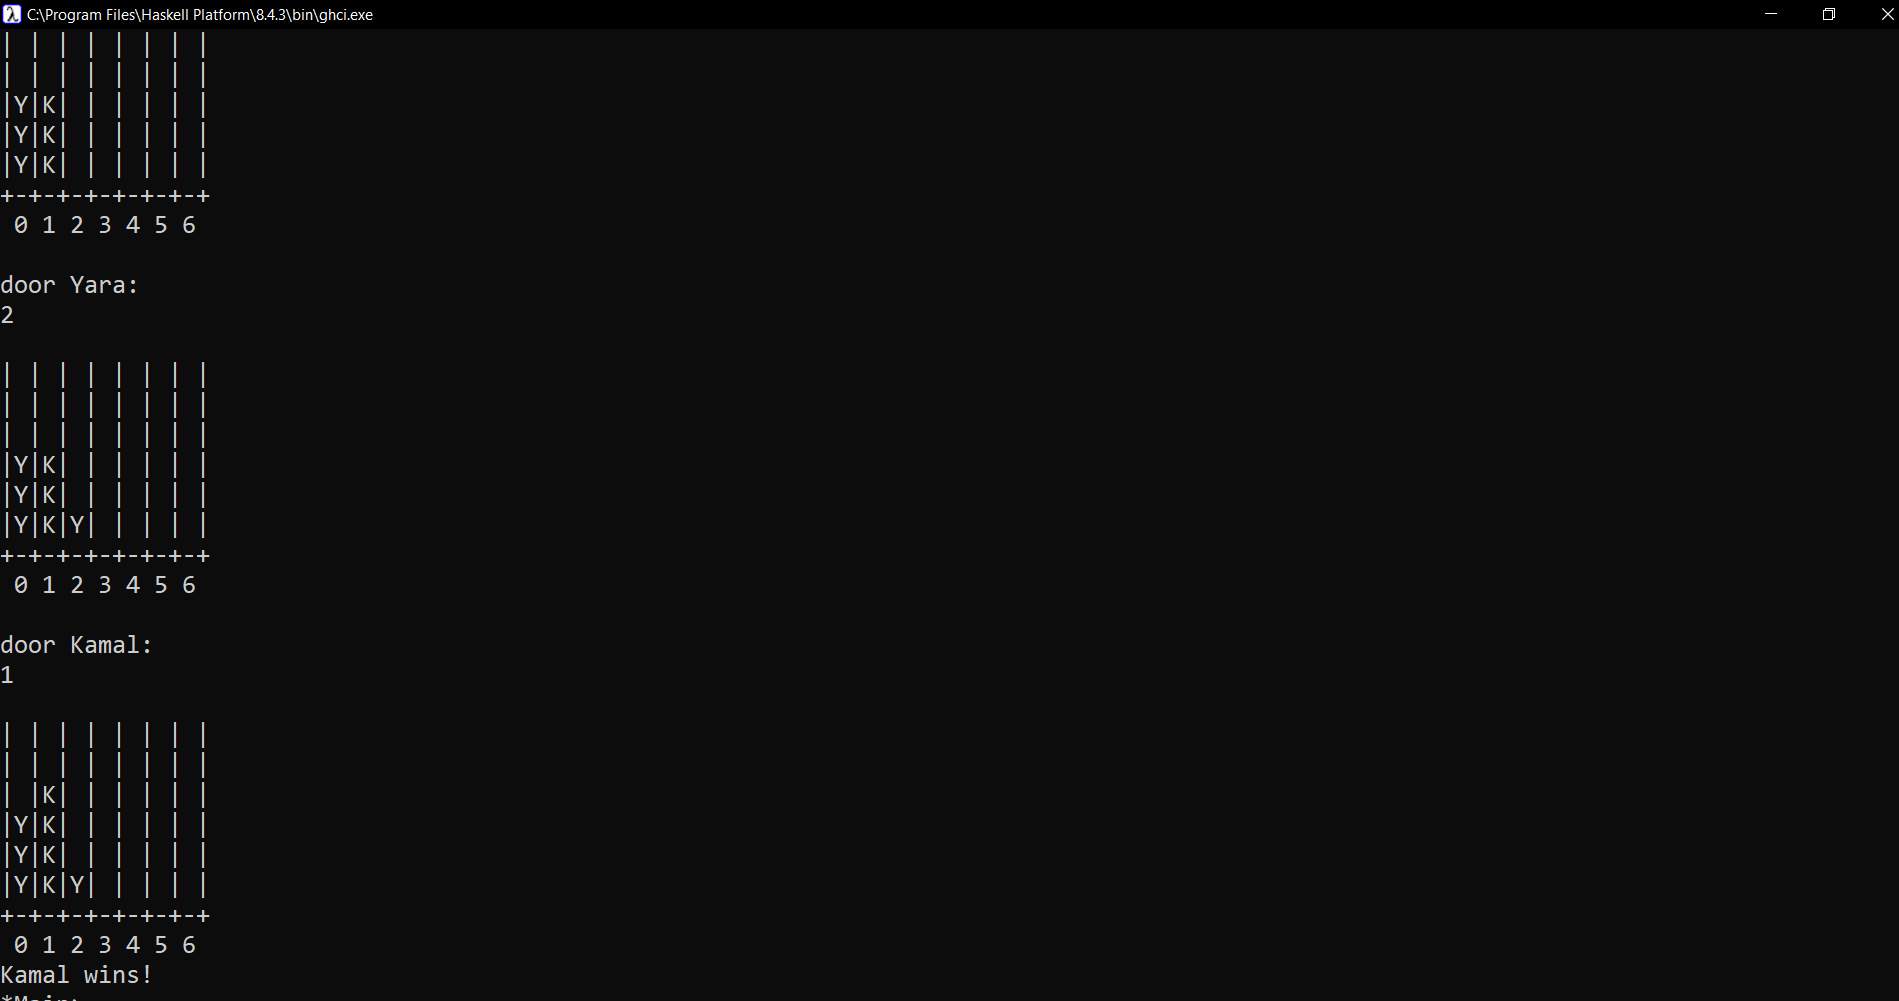 C:\Program Files\Haskell Platform\8.4.3\bin\ghci.exe
| | | | | | | |
| | | | | | | |
|Y|K| | | | | |
|Y|K| | | | | |
|Y|K| | | | | |
+-+-+-+-+-+-+-+
 0 1 2 3 4 5 6
door Yara:
2
| | | | | | | |
| | | | | | | |
| | | | | | | |
|Y|K| | | | | |
|Y|K| | | | | |
|Y|K|Y| | | | |
+-+-+-+-+-+-+-+
 0 1 2 3 4 5 6
door Kamal:
1
| | | | | | | |
| | | | | | | |
| |K| | | | | |
|Y|K| | | | | |
|Y|K| | | | | |
|Y|K|Y| | | | |
+-+-+-+-+-+-+-+
 0 1 2 3 4 5 6
Kamal wins!
*Main>